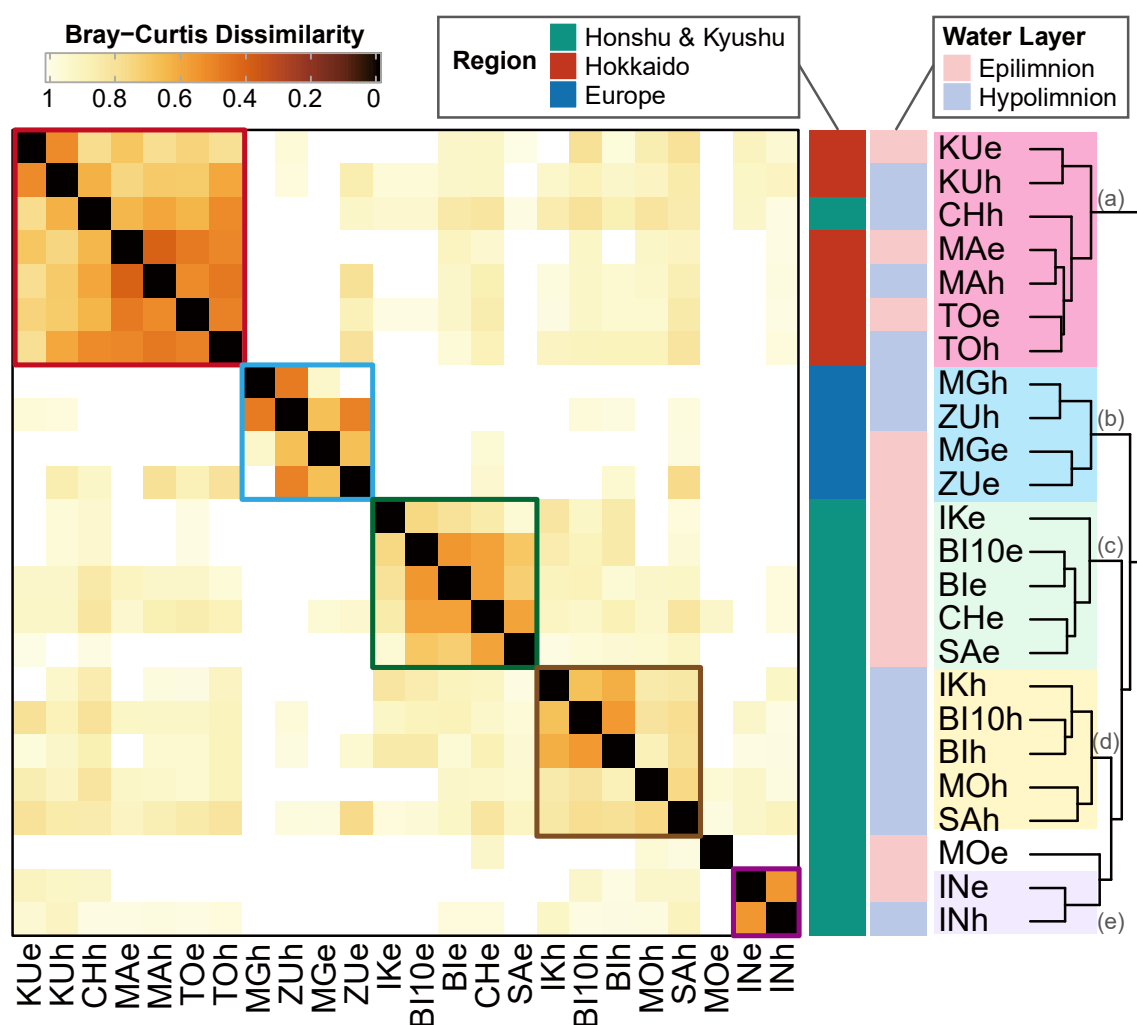 Bray−Curtis Dissimilarity
1 0.8 0.6 0.4 0.2 0
Region
Honshu & Kyushu
Hokkaido
Europe
Water Layer
Epilimnion
Hypolimnion
KUe
KUh
(a)
CHh
MAe
MAh
TOe
TOh
MGh
ZUh
(b)
MGe
ZUe
IKe
BI10e
(c)
BIe
CHe
SAe
IKh
BI10h
(d)
BIh
MOh
SAh
MOe
INe
INh
(e)
KUe
KUh
CHh
MAe
MAh
TOe
TOh
MGh
ZUh
MGe
ZUe
IKe
BI10e
BIe
CHe
SAe
IKh
BI10h
BIh
MOh
SAh
MOe
INe
INh